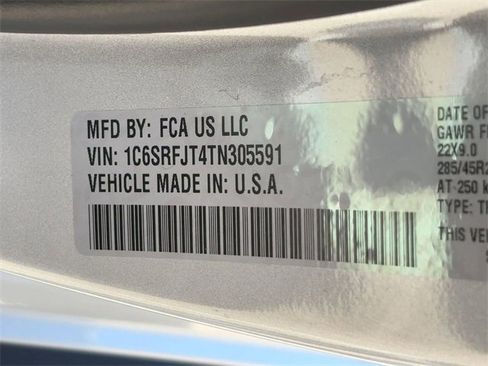 MFD BY: FCA US LLC
VIN: 1C6SRFJT4TN305591
VEHICLE MADE IN: U.S.A.
DATE OF
GAWR
22X9.0
285/45R2
AT 250
TYPE:
THIS VE